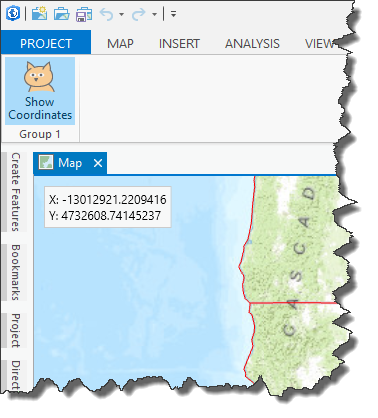 PROJECT MAP INSERT ANALYSIS VIEW
Show
Coordinates
Group 1
Map
X: -13012921.2209416
Y: 4732608.74145237
Create Features
Bookmarks
Project
Direct
CASCAD